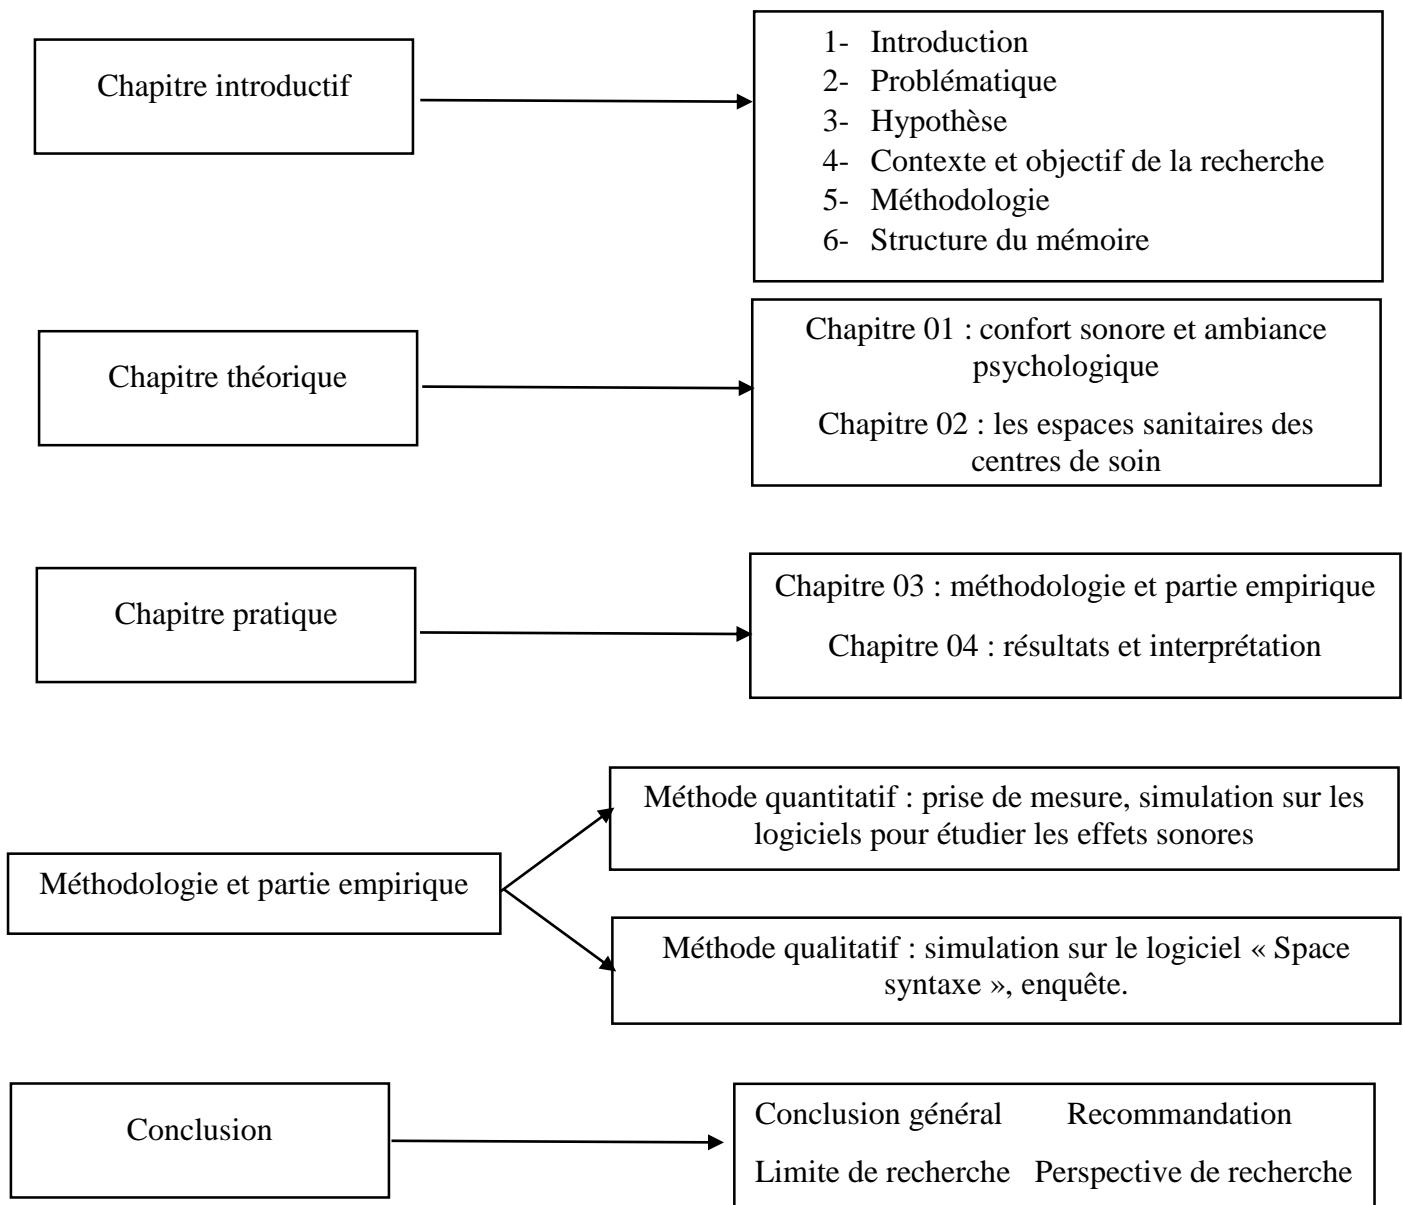 Chapitre introductif
1- Introduction
2- Problématique
3- Hypothèse
4- Contexte et objectif de la recherche
5- Méthodologie
6- Structure du mémoire
Chapitre théorique
Chapitre 01 : confort sonore et ambiance
psychologique
Chapitre 02 : les espaces sanitaires des
centres de soin
Chapitre pratique
Chapitre 03 : méthodologie et partie empirique
Chapitre 04 : résultats et interprétation
Méthodologie et partie empirique
Méthode quantitatif : prise de mesure, simulation sur les
logiciels pour étudier les effets sonores
Méthode qualitatif : simulation sur le logiciel « Space
syntaxe », enquête.
Conclusion
Conclusion général Recommandation
Limite de recherche Perspective de recherche